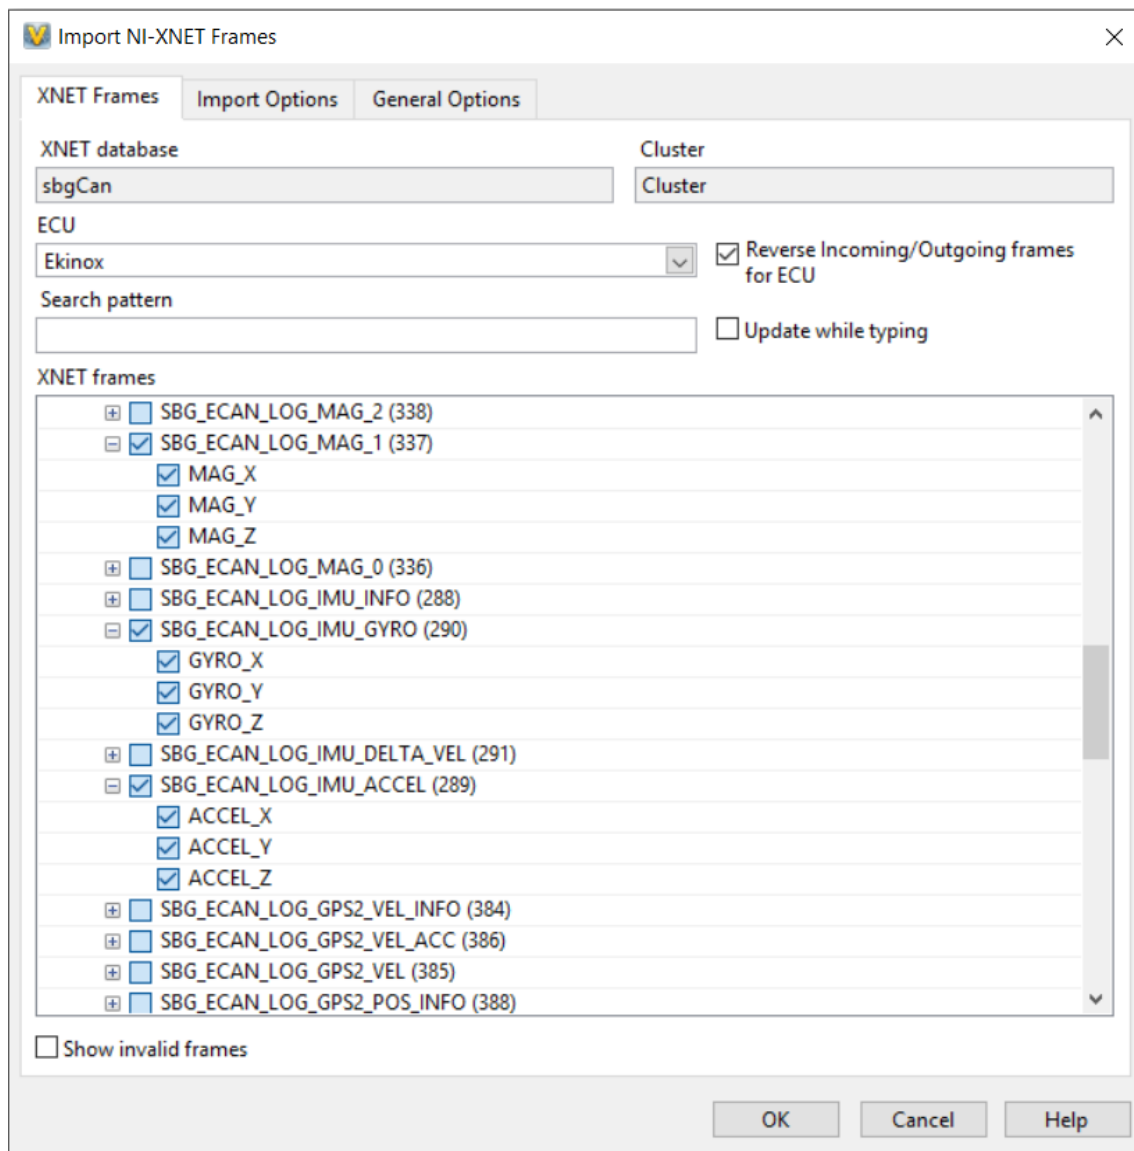 Import NI-XNET Frames
XNET Frames Import Options General Options
XNET database Cluster
sbgCan Cluster
ECU
Ekinox
Reverse Incoming/Outgoing frames
for ECU
Search pattern
Update while typing
XNET frames
SBG_ECAN_LOG_MAG_2 (338)
SBG_ECAN_LOG_MAG_1 (337)
MAG_X
MAG_Y
MAG_Z
SBG_ECAN_LOG_MAG_0 (336)
SBG_ECAN_LOG_IMU_INFO (288)
SBG_ECAN_LOG_IMU_GYRO (290)
GYRO_X
GYRO_Y
GYRO_Z
SBG_ECAN_LOG_IMU_DELTA_VEL (291)
SBG_ECAN_LOG_IMU_ACCEL (289)
ACCEL_X
ACCEL_Y
ACCEL_Z
SBG_ECAN_LOG_GPS2_VEL_INFO (384)
SBG_ECAN_LOG_GPS2_VEL_ACC (386)
SBG_ECAN_LOG_GPS2_VEL (385)
SBG_ECAN_LOG_GPS2_POS_INFO (388)
Show invalid frames
OK Cancel Help